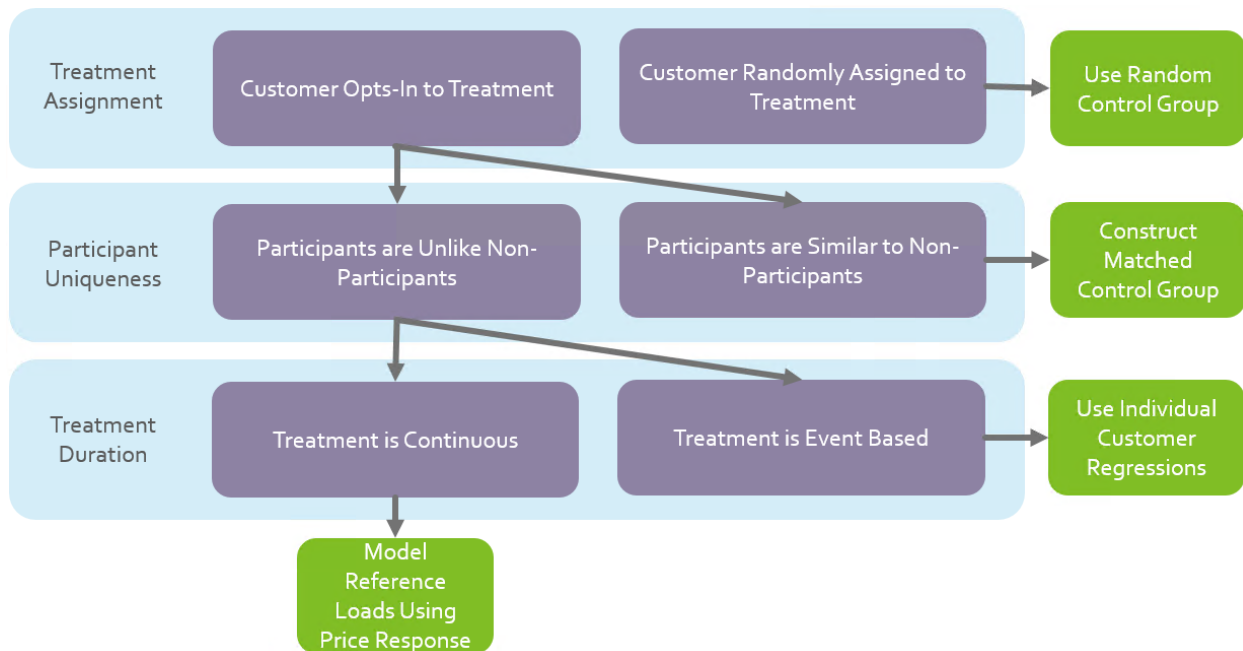 Treatment
Assignment
Customer Opts-In to Treatment
Customer Randomly Assigned to
Treatment
Use Random
Control Group
Participant
Uniqueness
Participants are Unlike Non-
Participants
Participants are Similar to Non-
Participants
Construct
Matched
Control Group
Treatment
Duration
Treatment is Continuous
Treatment is Event Based
Use Individual
Customer
Regressions
Model
Reference
Loads Using
Price Response